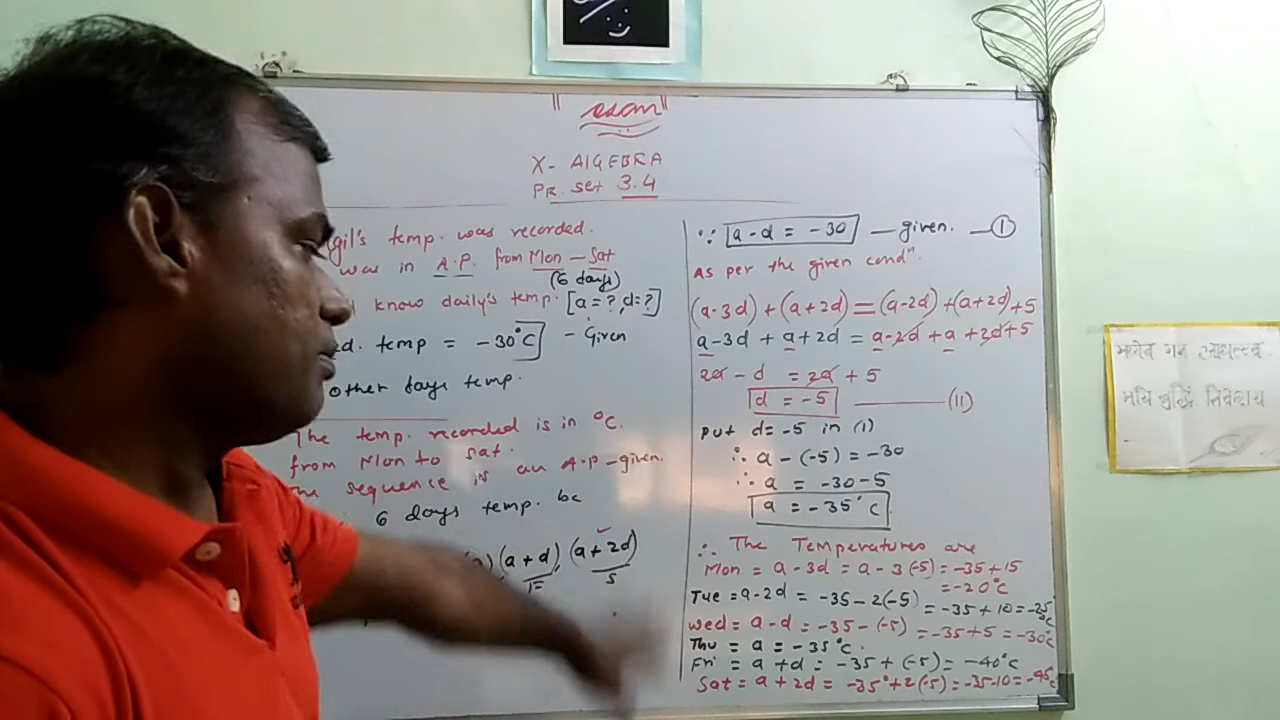 " exam "
X- ALGEBRA
PR. set 3.4
gil's temp. was recorded.
was in A.P. from Mon - Sat
(6 days)
know daily's temp. [a = ?, d = ?]
d. temp = -30°C - Given
other days temp.
The temp. recorded is in °C.
from Mon to sat.
the sequence is an A.P - given.
6 days temp. be
(a + d), (a + 2d)
F S
∵ a - d = -30 — given. — (I)
As per the given condⁿ.
(a - 3d) + (a + 2d) = (a - 2d) + (a + 2d) + 5
a - 3d + a + 2d = a - 2d + a + 2d + 5
2a - d = 2a + 5
d = -5 — (II)
put d = -5 in (1)
∴ a - (-5) = -30
∴ a = -30 - 5
a = -35°C
∴ The Temperatures are
Mon = a - 3d = a - 3(-5) = -35 + 15
= -20°C
Tue = a - 2d = -35 - 2(-5) = -35 + 10 = -25°C
wed = a - d = -35 - (-5) = -35 + 5 = -30°C
Thu = a = -35°C.
Fri = a + d = -35 + (-5) = -40°C
Sat = a + 2d = -35° + 2(-5) = -35 - 10 = -45°C
मयि बुद्धि